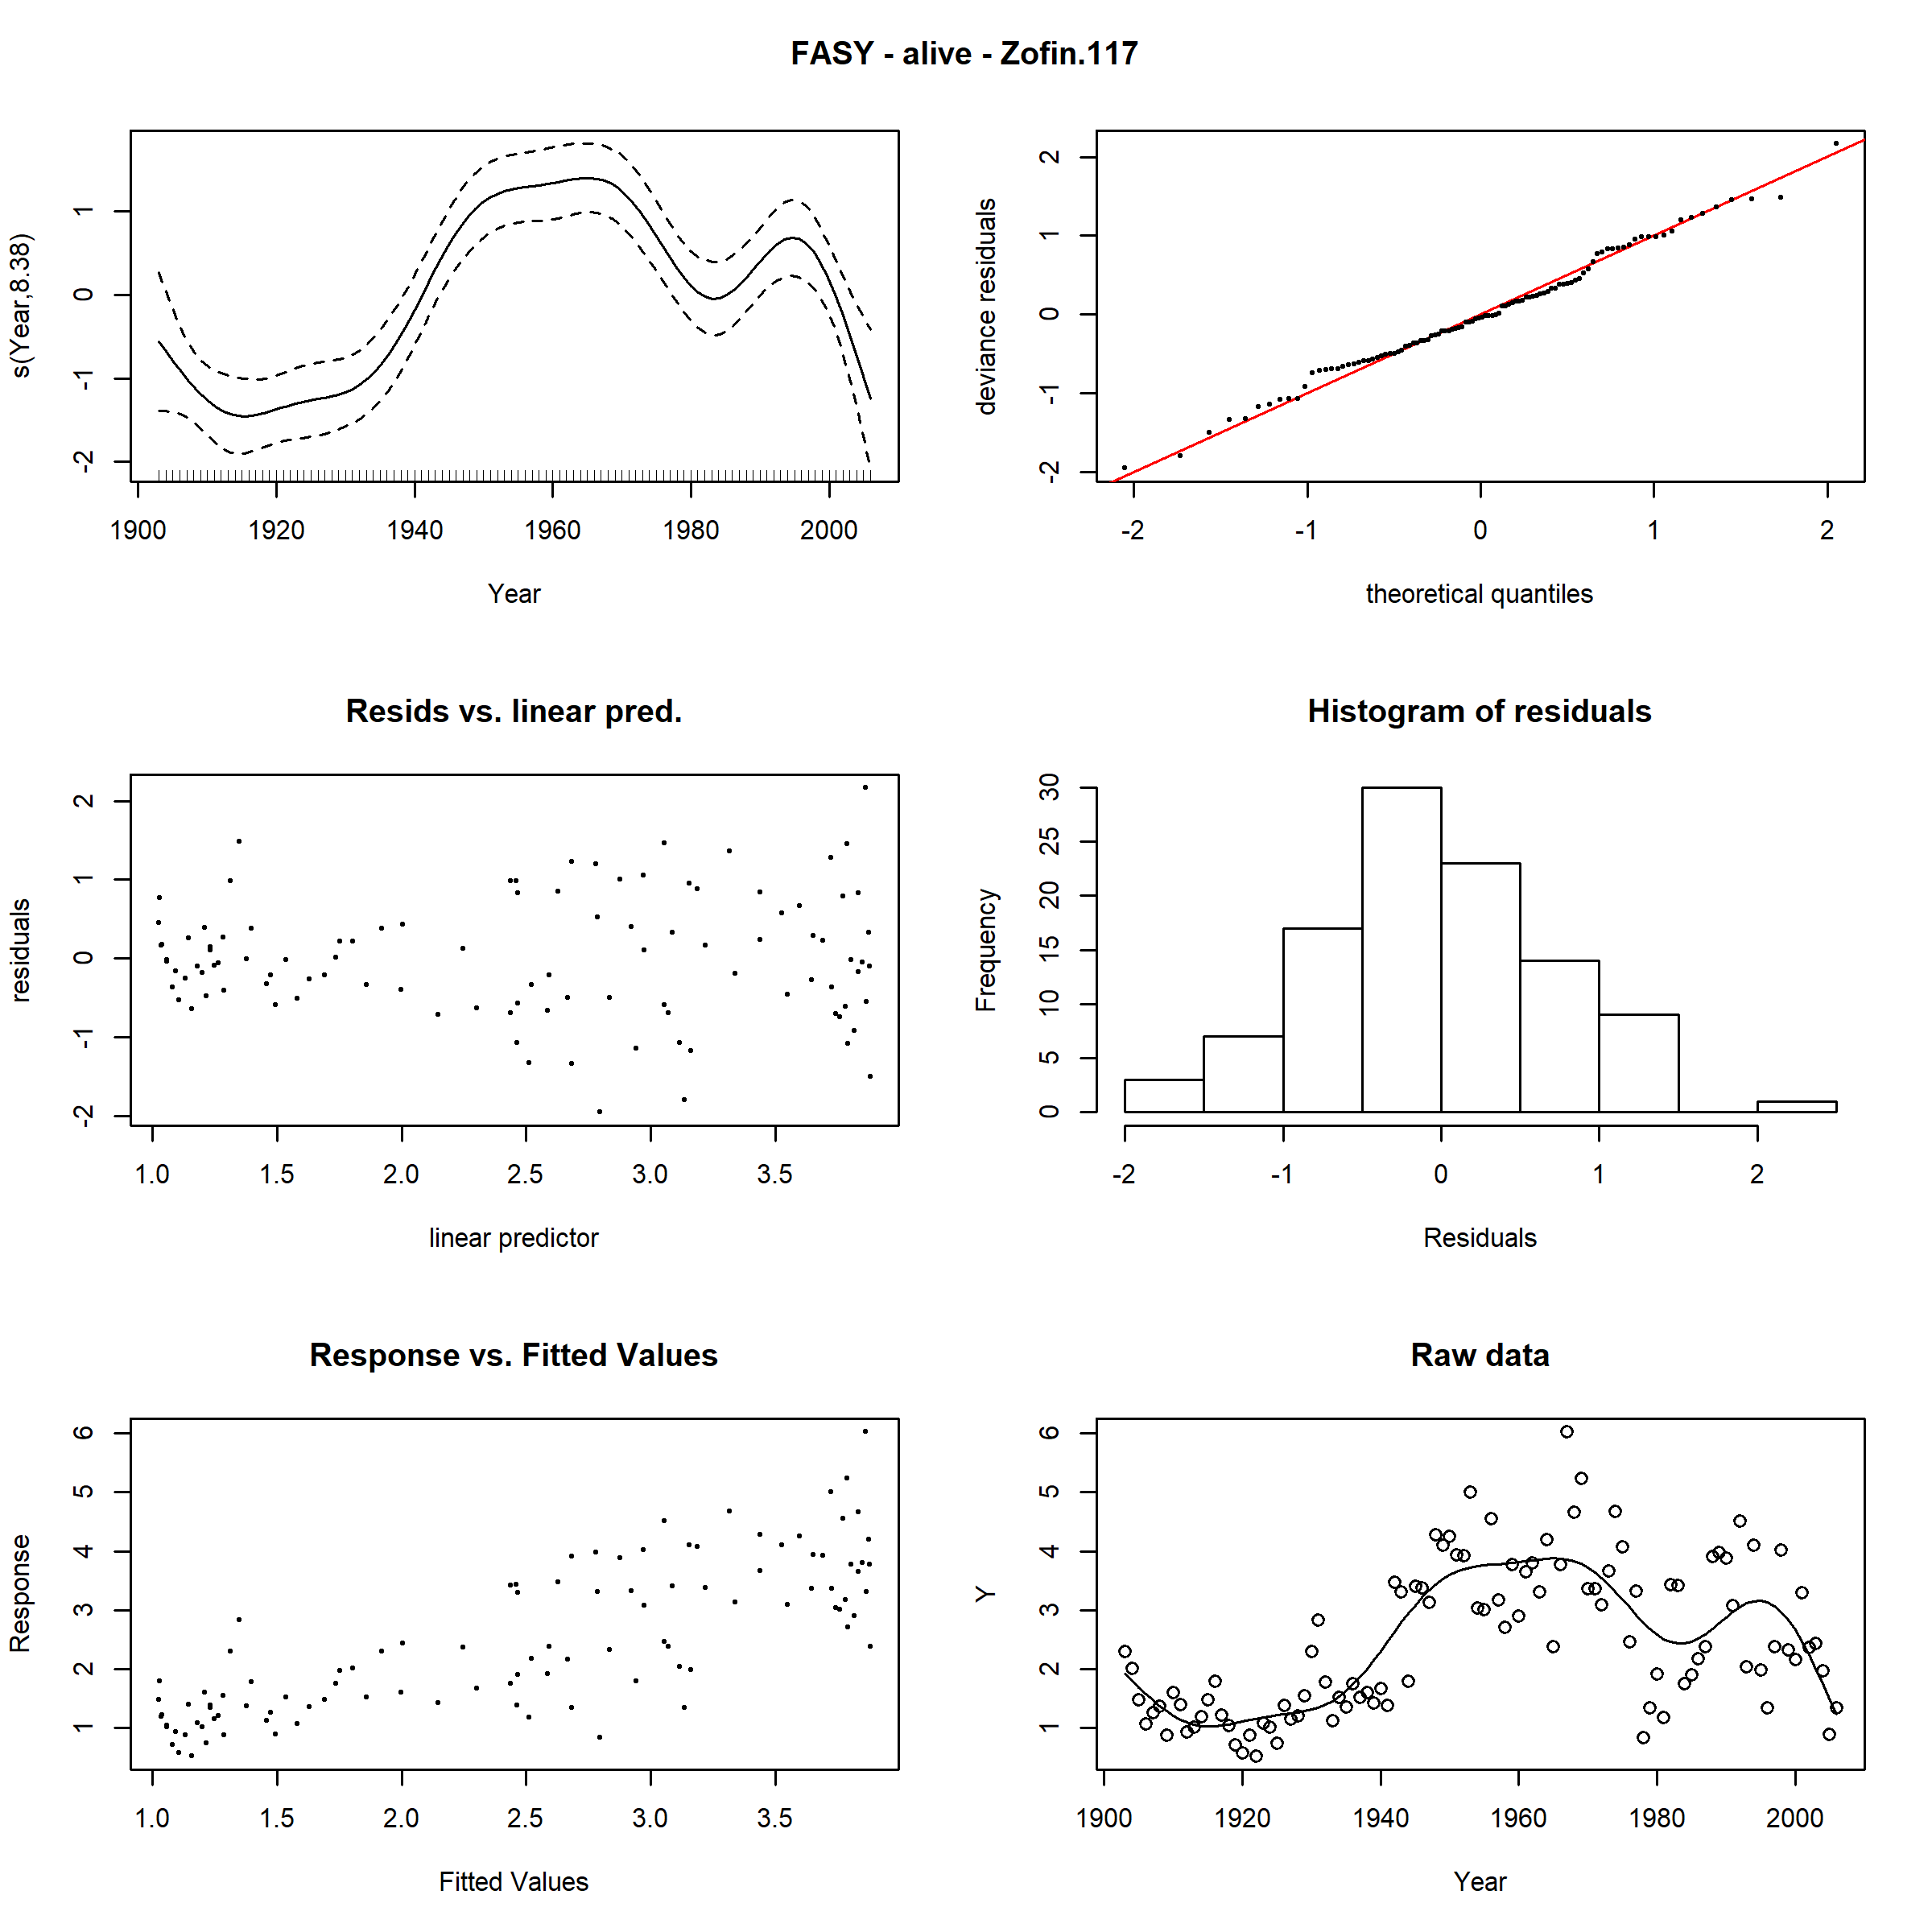 FASY - alive - Zofin.117
s(Year,8.38)
1
0
-1
-2
1900 1920 1940 1960 1980 2000
Year
deviance residuals
2
1
0
-1
-2
-2 -1 0 1 2
theoretical quantiles
Resids vs. linear pred.
residuals
2
1
0
-1
-2
1.0 1.5 2.0 2.5 3.0 3.5
linear predictor
Histogram of residuals
Frequency
30
25
20
15
10
5
0
-2 -1 0 1 2
Residuals
Response vs. Fitted Values
Response
6
5
4
3
2
1
1.0 1.5 2.0 2.5 3.0 3.5
Fitted Values
Raw data
Y
6
5
4
3
2
1
1900 1920 1940 1960 1980 2000
Year